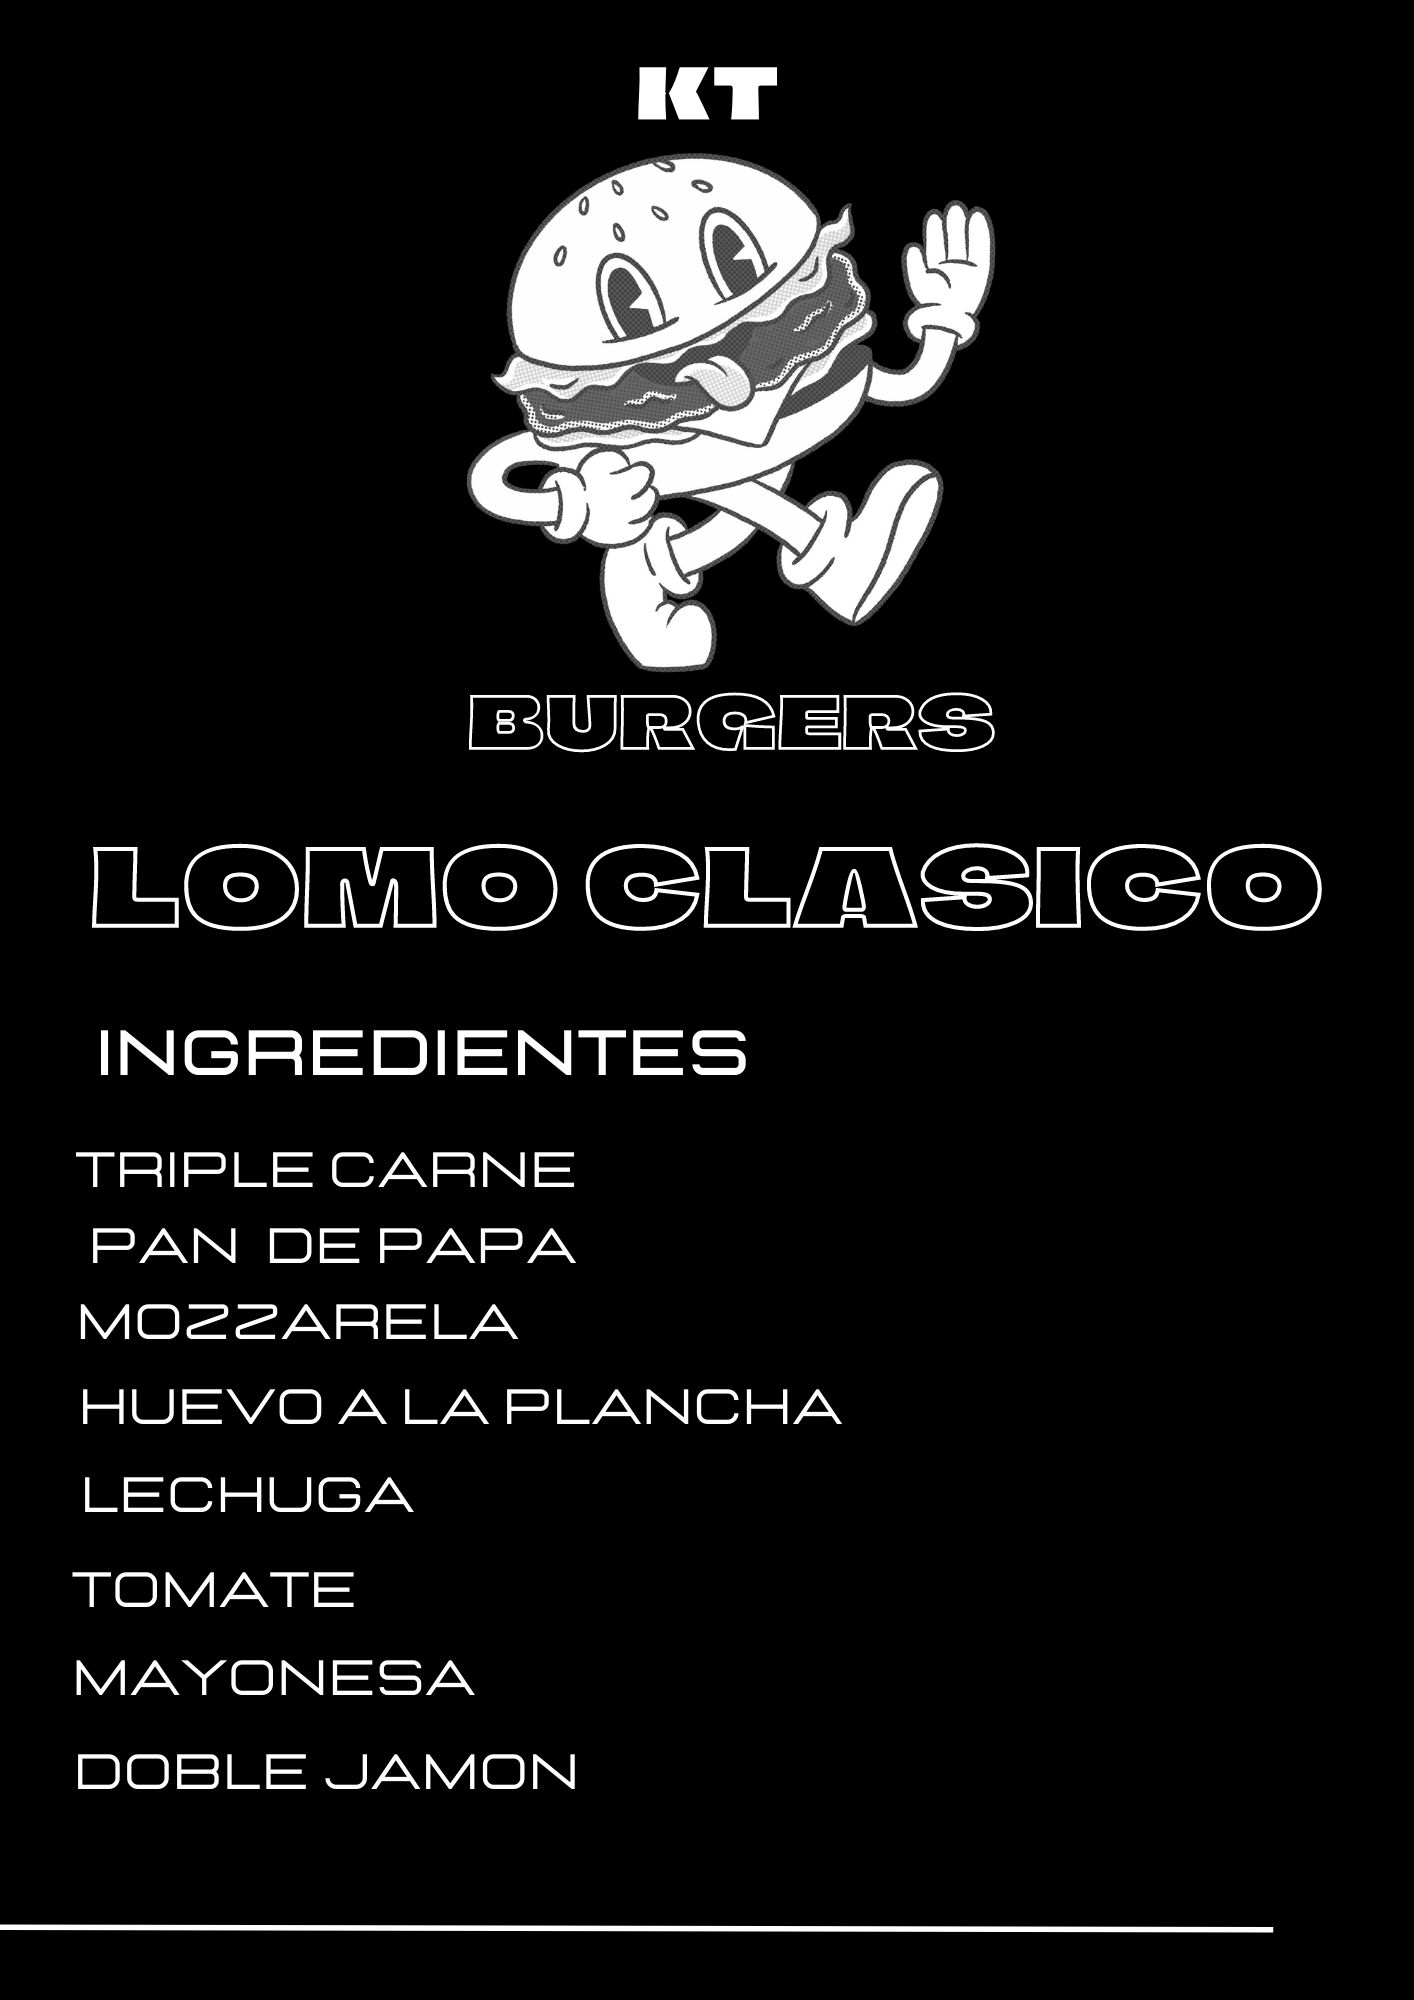 KT
BURGERS
LOMO CLASICO
INGREDIENTES
TRIPLE CARNE
PAN DE PAPA
MOZZARELA
HUEVO A LA PLANCHA
LECHUGA
TOMATE
MAYONESA
DOBLE JAMON